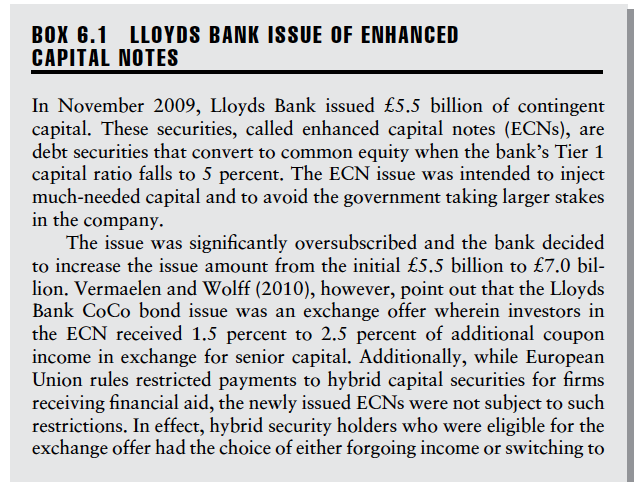 BOX 6.1 LLOYDS BANK ISSUE OF ENHANCED
CAPITAL NOTES
In November 2009, Lloyds Bank issued £5.5 billion of contingent
capital. These securities, called enhanced capital notes (ECNs), are
debt securities that convert to common equity when the bank's Tier 1
capital ratio falls to 5 percent. The ECN issue was intended to inject
much-needed capital and to avoid the government taking larger stakes
in the company.
The issue was significantly oversubscribed and the bank decided
to increase the issue amount from the initial £5.5 billion to £7.0 bil-
lion. Vermaelen and Wolff (2010), however, point out that the Lloyds
Bank CoCo bond issue was an exchange offer wherein investors in
the ECN received 1.5 percent to 2.5 percent of additional coupon
income in exchange for senior capital. Additionally, while European
Union rules restricted payments to hybrid capital securities for firms
receiving financial aid, the newly issued ECNs were not subject to such
restrictions. In effect, hybrid security holders who were eligible for the
exchange offer had the choice of either forgoing income or switching to